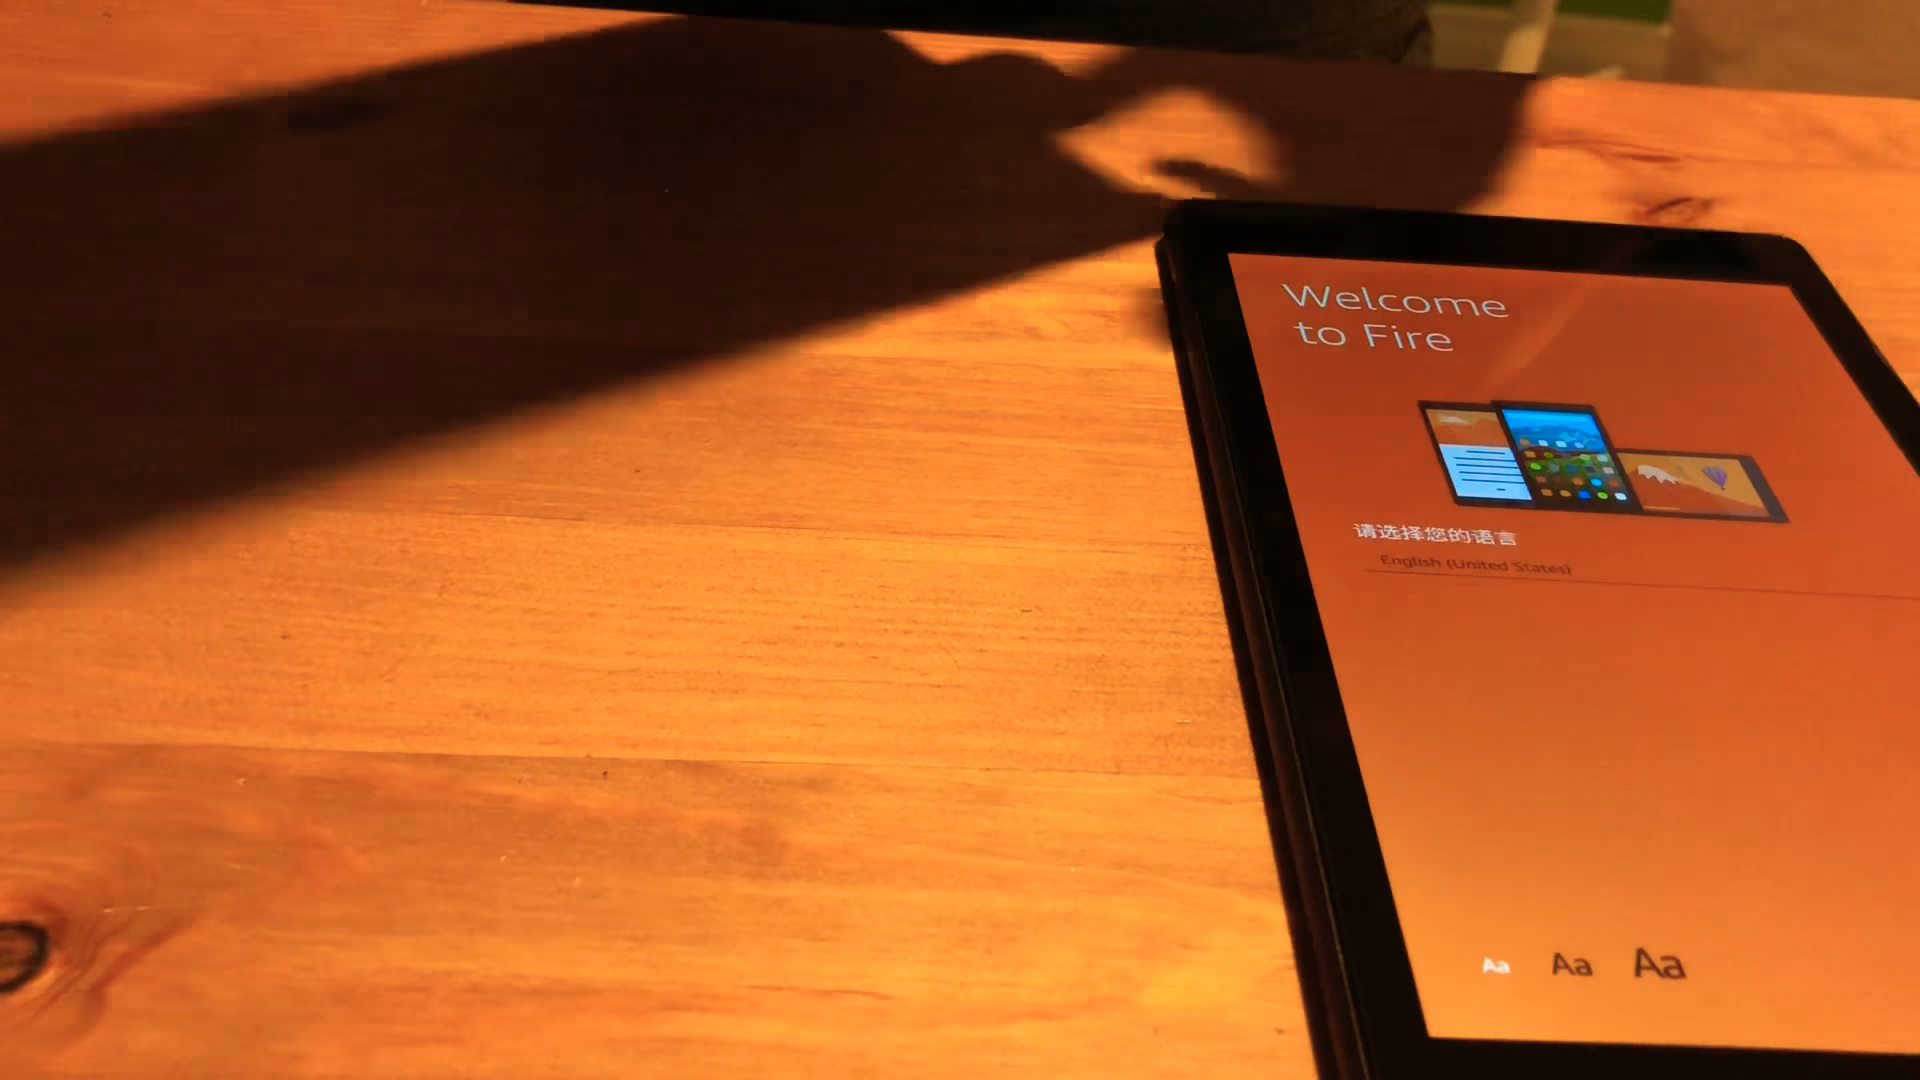 Welcome
to Fire
请选择您的语言
English (United States)
Aa Aa Aa